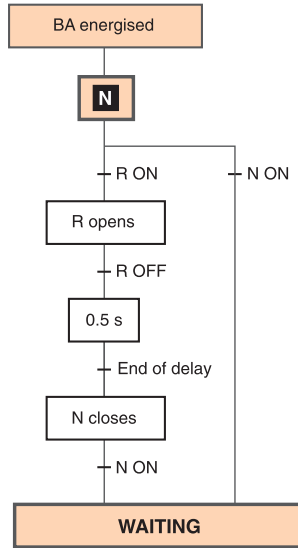 BA energised
N
R ON
N ON
R opens
R OFF
0.5 s
End of delay
N closes
N ON
WAITING